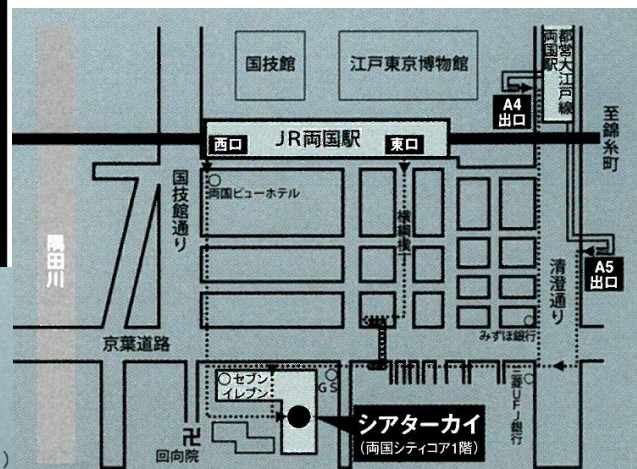 国技館
江戸東京博物館
都営大江戸線
両国駅
A4
出口
至錦糸町
西口
JR両国駅
東口
国技館通り
両国ビューホテル
横綱横丁
隅田川
清澄通り
A5
出口
みずほ銀行
京葉道路
セブン
イレブン
GS
シアターカイ
(両国シティコア1階)
三菱UFJ銀行
卍
回向院
)